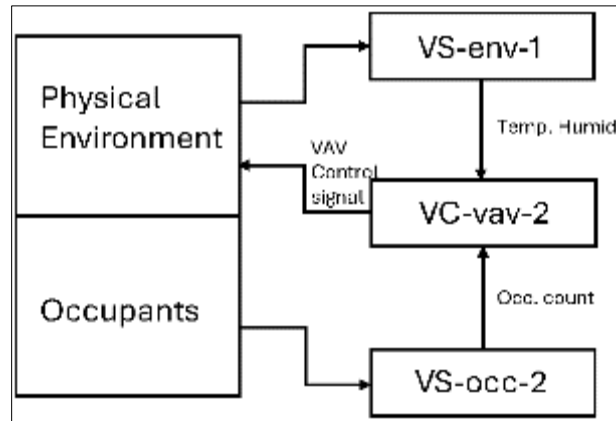 VS-env-1
Physical
Environment
Temp. Humid
VAV
Control
signal
VC-vav-2
Occupants
Occ. count
VS-occ-2